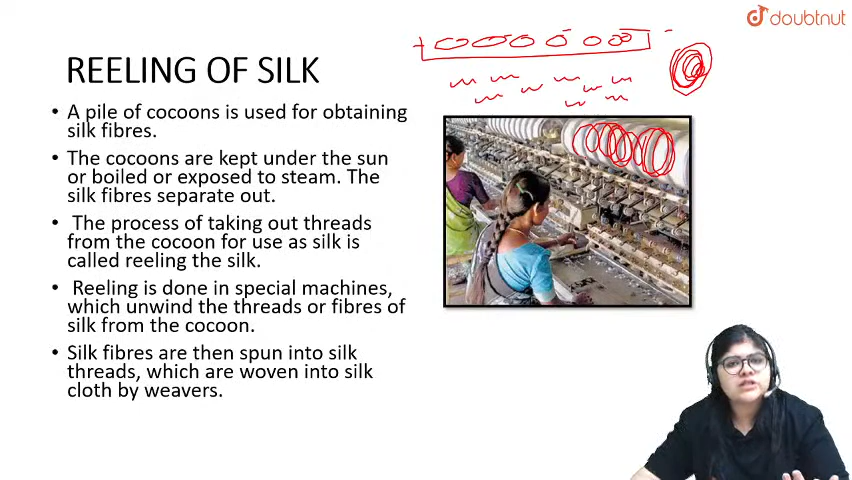 doubtnut
REELING OF SILK
• A pile of cocoons is used for obtaining
silk fibres.
• The cocoons are kept under the sun
or boiled or exposed to steam. The
silk fibres separate out.
• The process of taking out threads
from the cocoon for use as silk is
called reeling the silk.
• Reeling is done in special machines,
which unwind the threads or fibres of
silk from the cocoon.
• Silk fibres are then spun into silk
threads, which are woven into silk
cloth by weavers.